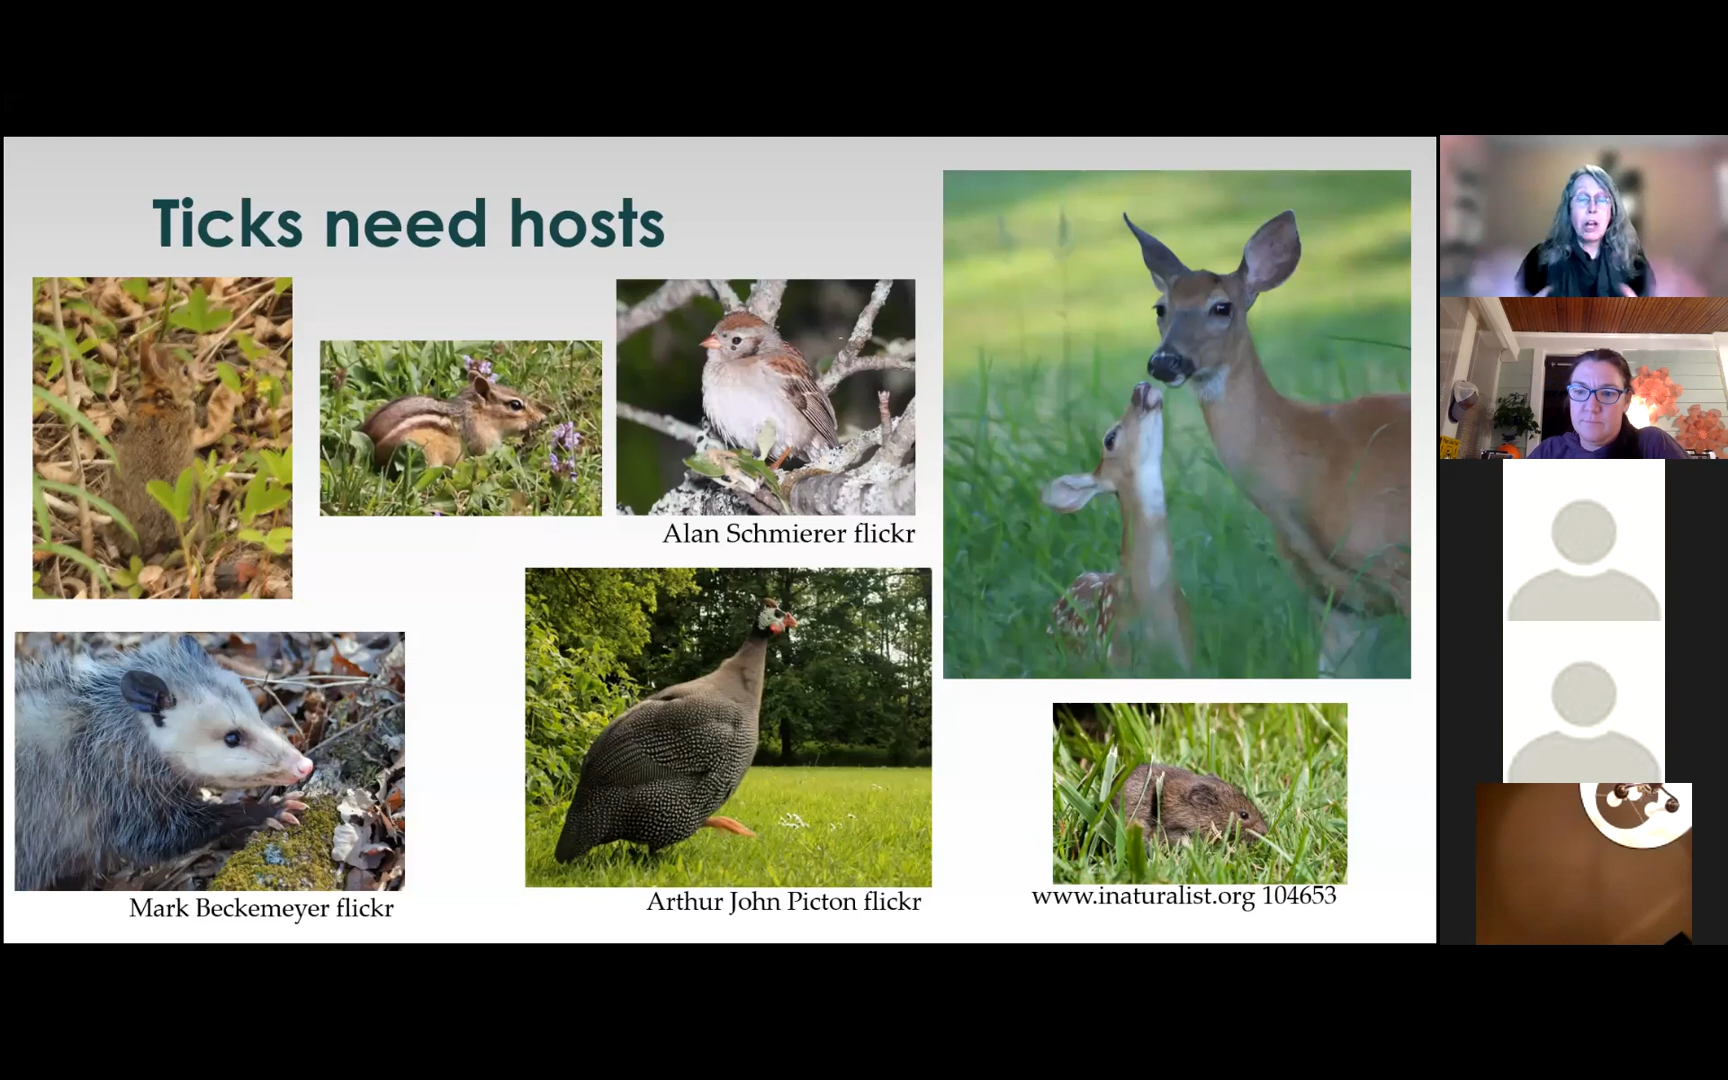 Ticks need hosts
Alan Schmierer flickr
Mark Beckemeyer flickr
Arthur John Picton flickr
www.inaturalist.org 104653